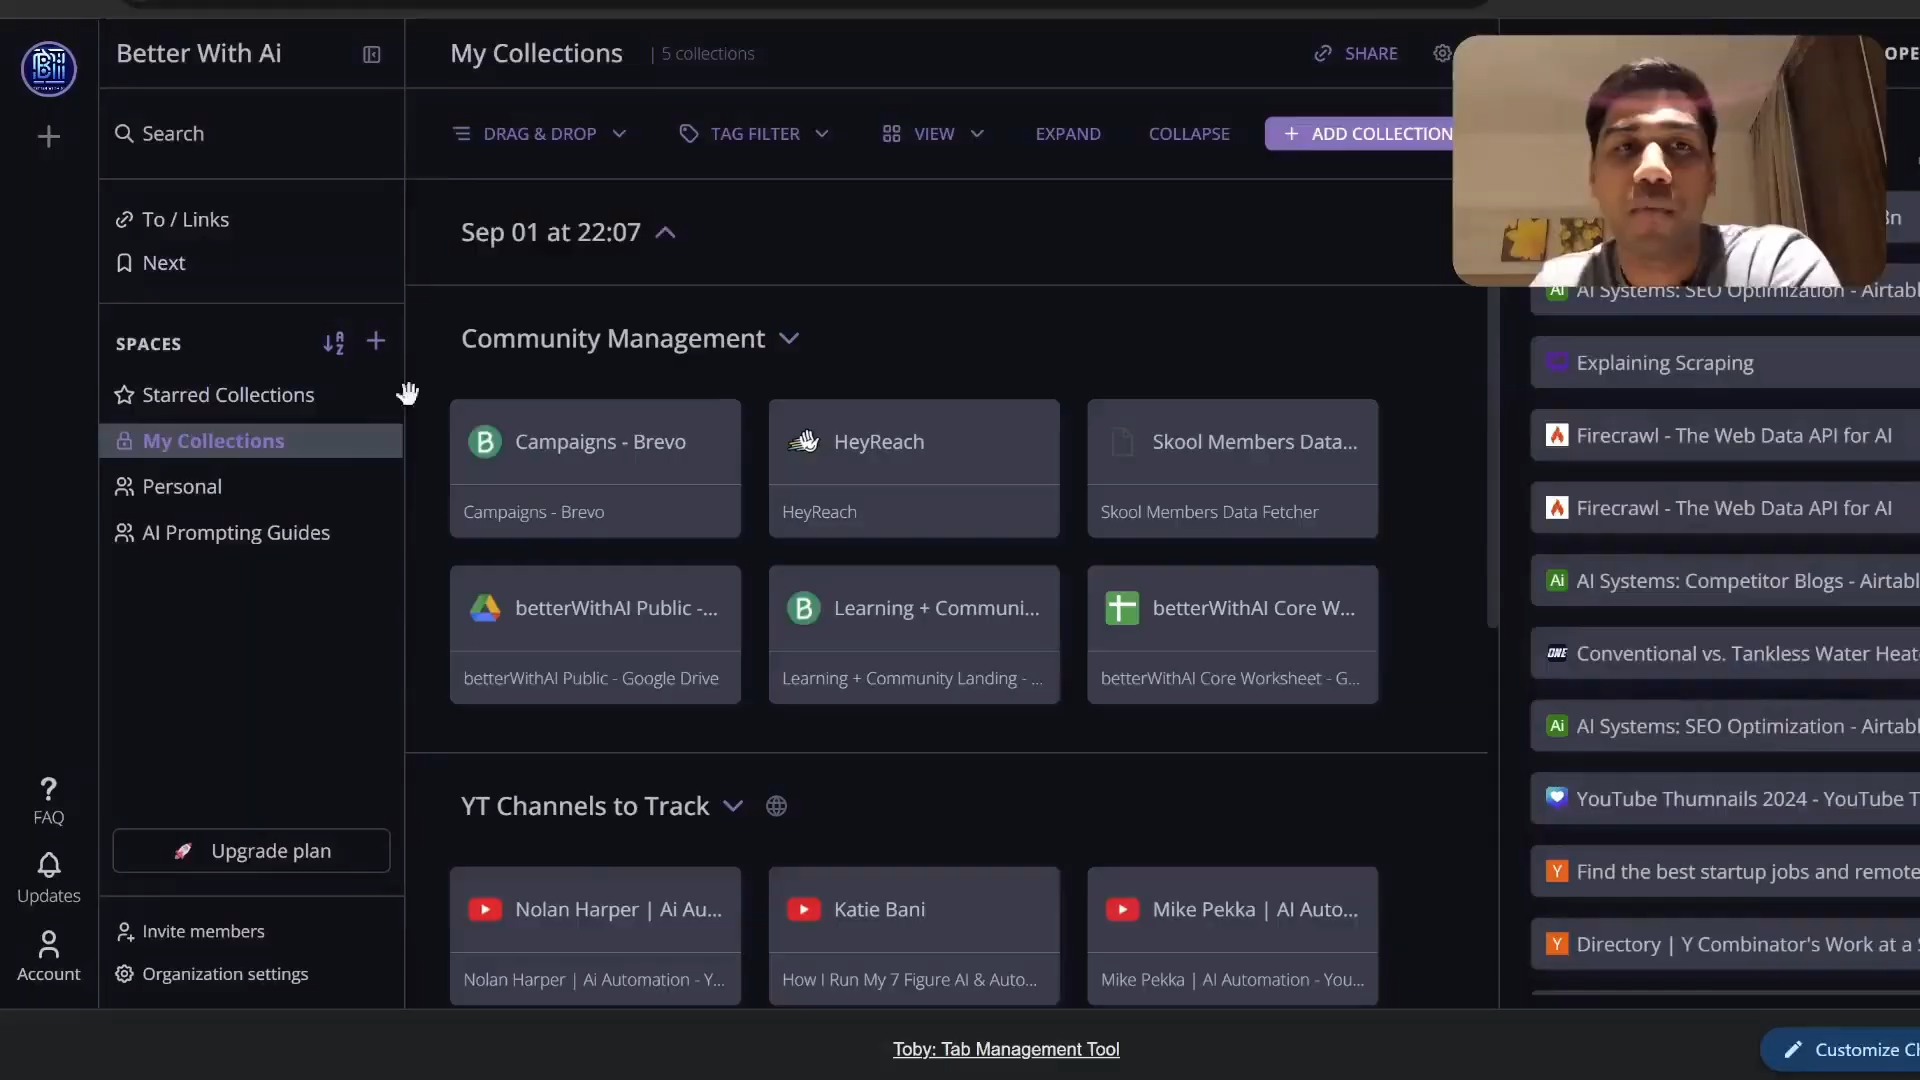 Better With Ai
Search
To / Links
Next
SPACES
Starred Collections
My Collections
Personal
AI Prompting Guides
Upgrade plan
FAQ
Updates
Account
Invite members
Organization settings
My Collections | 5 collections
SHARE
DRAG & DROP
TAG FILTER
VIEW
EXPAND
COLLAPSE
+ ADD COLLECTION
Sep 01 at 22:07
Community Management
Campaigns - Brevo
Campaigns - Brevo
HeyReach
HeyReach
Skool Members Data...
Skool Members Data Fetcher
betterWithAI Public -...
betterWithAI Public - Google Drive
Learning + Communi...
Learning + Community Landing - ...
betterWithAI Core W...
betterWithAI Core Worksheet - G...
YT Channels to Track
Nolan Harper | Ai Au...
Nolan Harper | Ai Automation - Y...
Katie Bani
How I Run My 7 Figure AI & Auto...
Mike Pekka | AI Auto...
Mike Pekka | AI Automation - You...
OPE
8n
AI Systems: SEO Optimization - Airtabl
Explaining Scraping
Firecrawl - The Web Data API for AI
Firecrawl - The Web Data API for AI
AI Systems: Competitor Blogs - Airtabl
Conventional vs. Tankless Water Heat
AI Systems: SEO Optimization - Airtabl
YouTube Thumnails 2024 - YouTube T
Find the best startup jobs and remote
Directory | Y Combinator's Work at a S
Toby: Tab Management Tool
Customize Ch